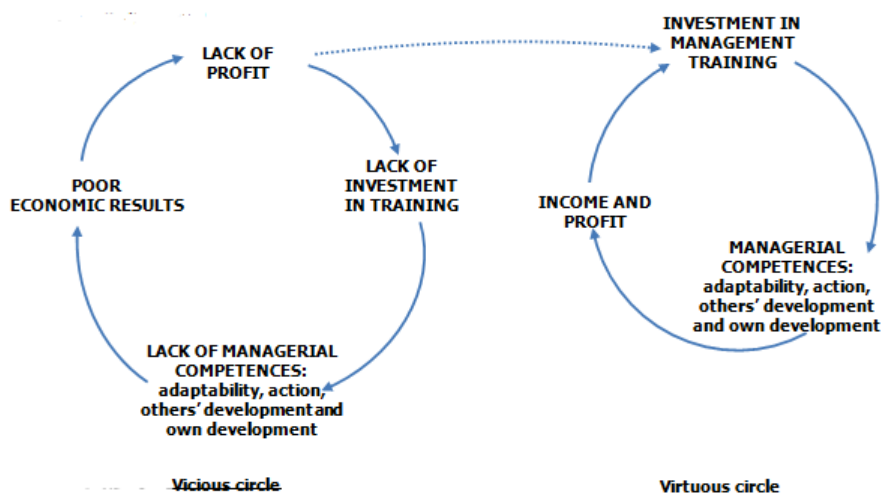 LACK OF
PROFIT
LACK OF
INVESTMENT
IN TRAINING
LACK OF MANAGERIAL
COMPETENCES:
adaptability, action,
others’ development and
own development
POOR
ECONOMIC RESULTS
Vicious circle
INVESTMENT IN
MANAGEMENT
TRAINING
MANAGERIAL
COMPETENCES:
adaptability, action,
others’ development
and own development
INCOME AND
PROFIT
Virtuous circle